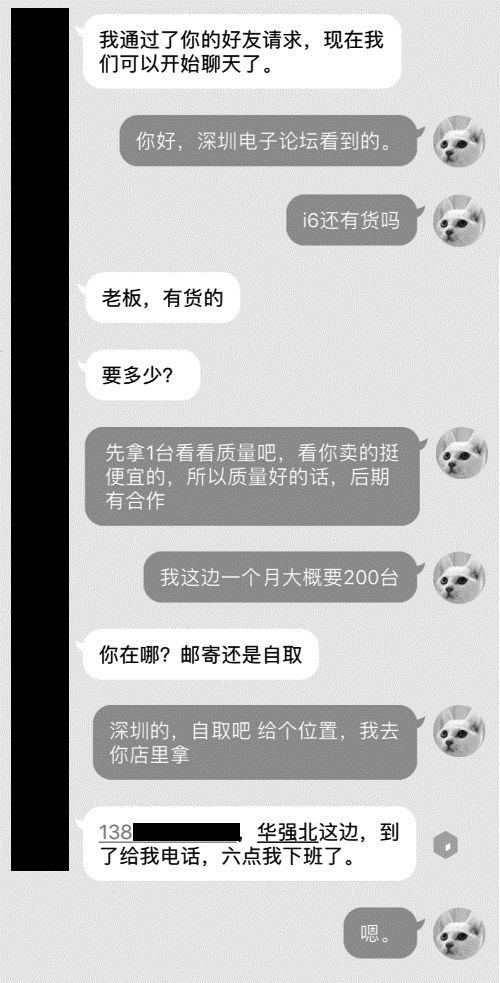 我通过了你的好友请求，现在我
们可以开始聊天了。
你好，深圳电子论坛看到的。
i6还有货吗
老板，有货的
要多少？
先拿1台看看质量吧，看你卖的挺
便宜的，所以质量好的话，后期
有合作
我这边一个月大概要200台
你在哪？邮寄还是自取
深圳的，自取吧 给个位置，我去
你店里拿
138，华强北这边，到
了给我电话，六点我下班了。
嗯。